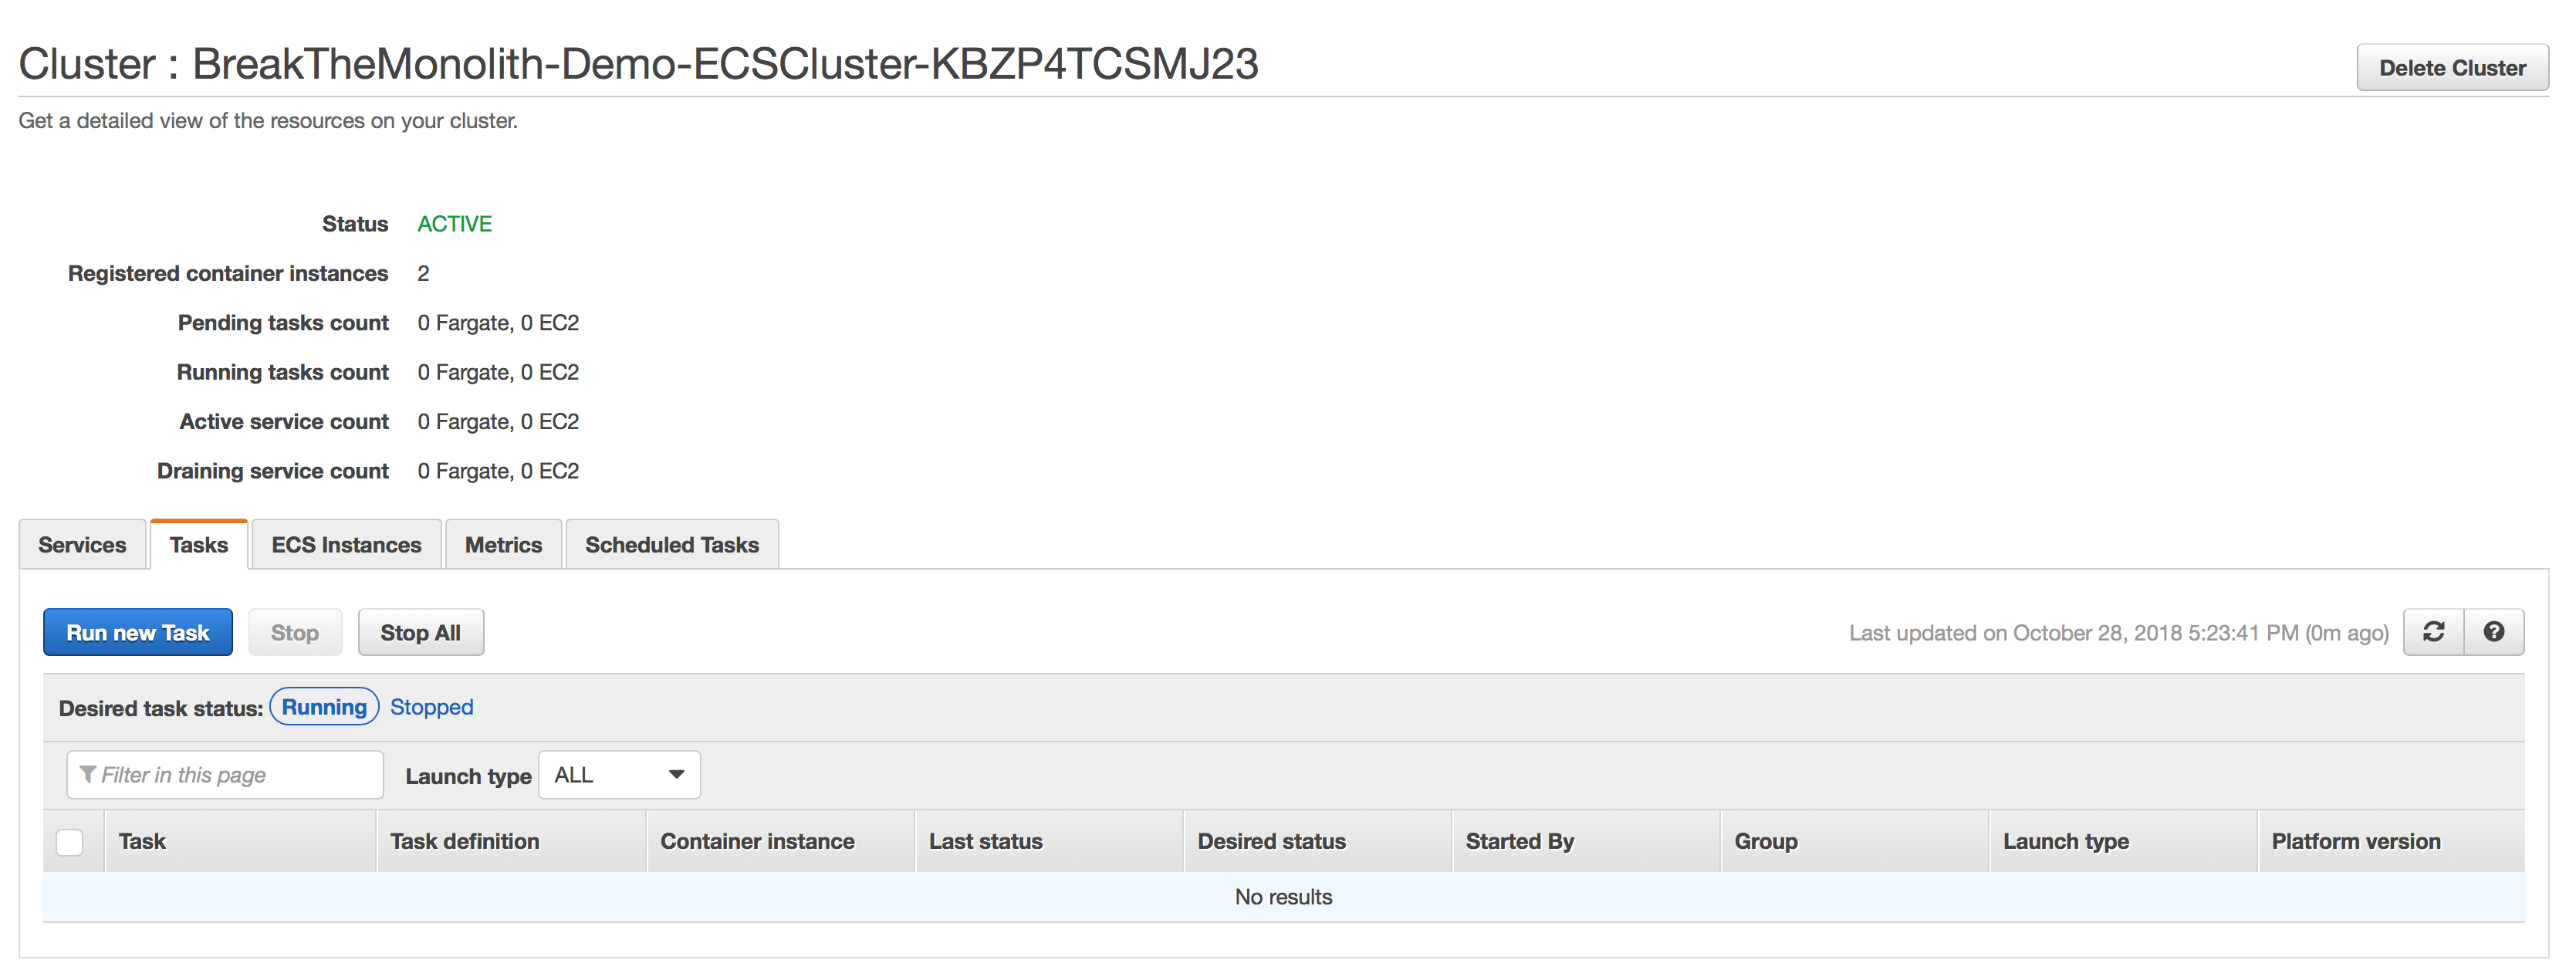 Cluster : BreakTheMonolith-Demo-ECSCluster-KBZP4TCSMJ23
Delete Cluster
Get a detailed view of the resources on your cluster.
Status ACTIVE
Registered container instances 2
Pending tasks count 0 Fargate, 0 EC2
Running tasks count 0 Fargate, 0 EC2
Active service count 0 Fargate, 0 EC2
Draining service count 0 Fargate, 0 EC2
Services Tasks ECS Instances Metrics Scheduled Tasks
Run new Task Stop Stop All Last updated on October 28, 2018 5:23:41 PM (0m ago) ?
Desired task status: Running Stopped
Filter in this page Launch type ALL
Task Task definition Container instance Last status Desired status Started By Group Launch type Platform version
No results